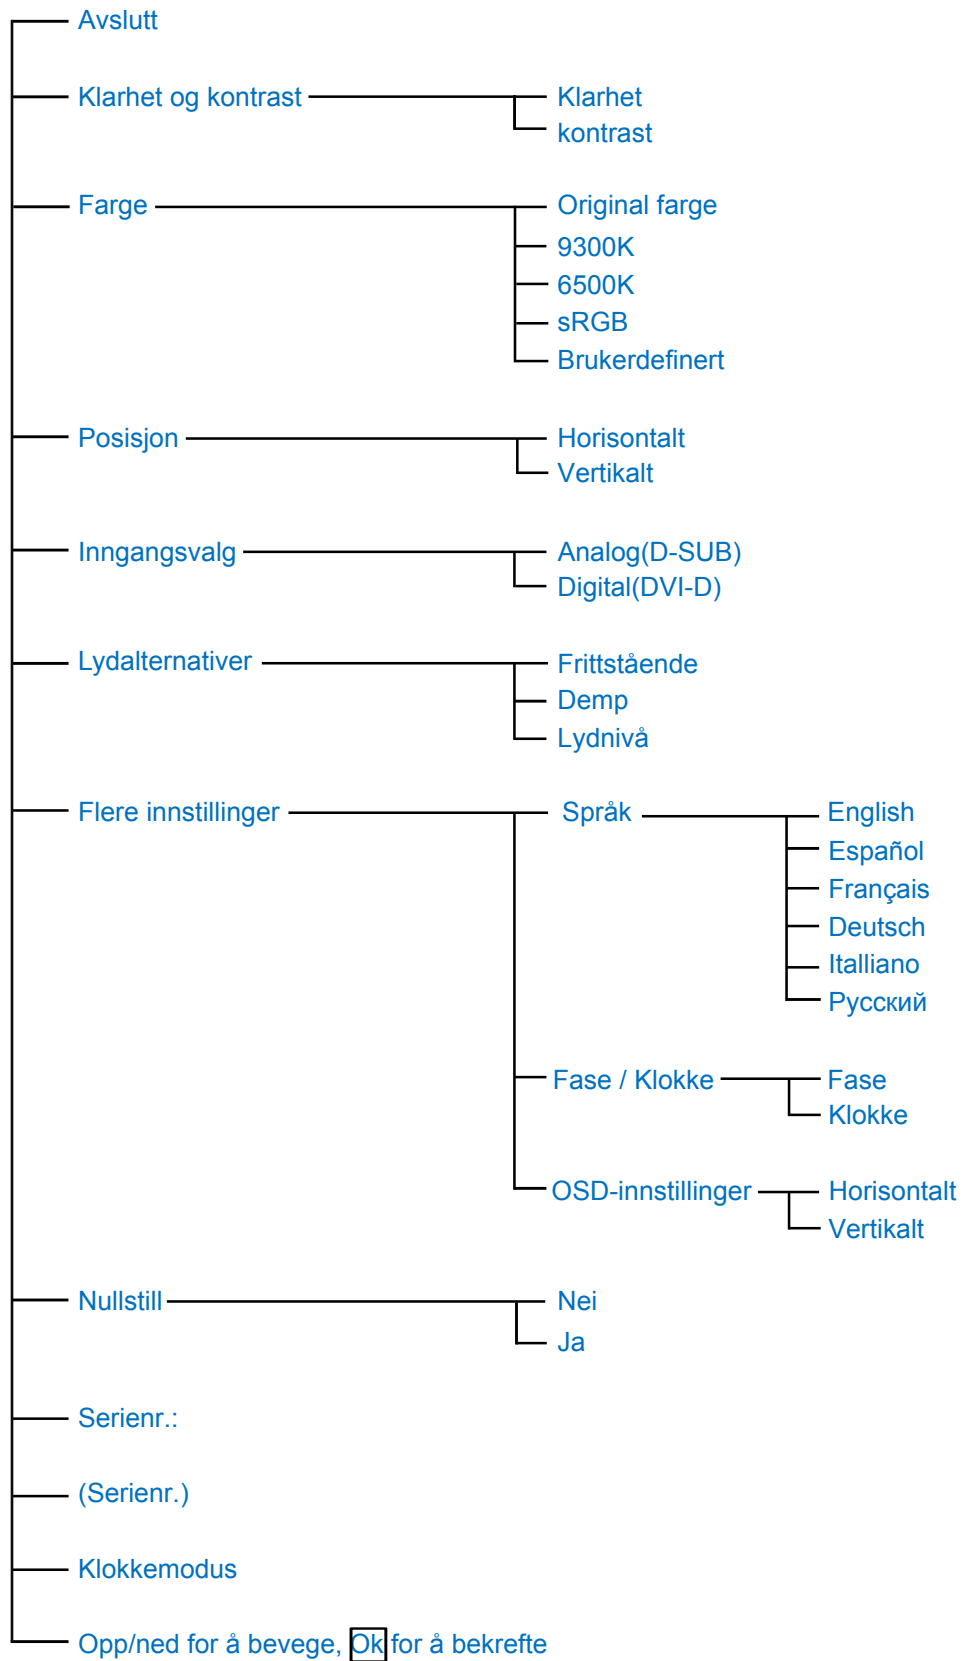 Avslutt
Klarhet og kontrast
Klarhet
kontrast
Farge
Original farge
9300K
6500K
sRGB
Brukerdefinert
Posisjon
Horisontalt
Vertikalt
Inngangsvalg
Analog(D-SUB)
Digital(DVI-D)
Lydalternativer
Frittstående
Demp
Lydnivå
Flere innstillinger
Språk
English
Español
Français
Deutsch
Italliano
Русский
Fase / Klokke
Fase
Klokke
OSD-innstillinger
Horisontalt
Vertikalt
Nullstill
Nei
Ja
Serienr.:
(Serienr.)
Klokkemodus
Opp/ned for å bevege, Ok for å bekrefte